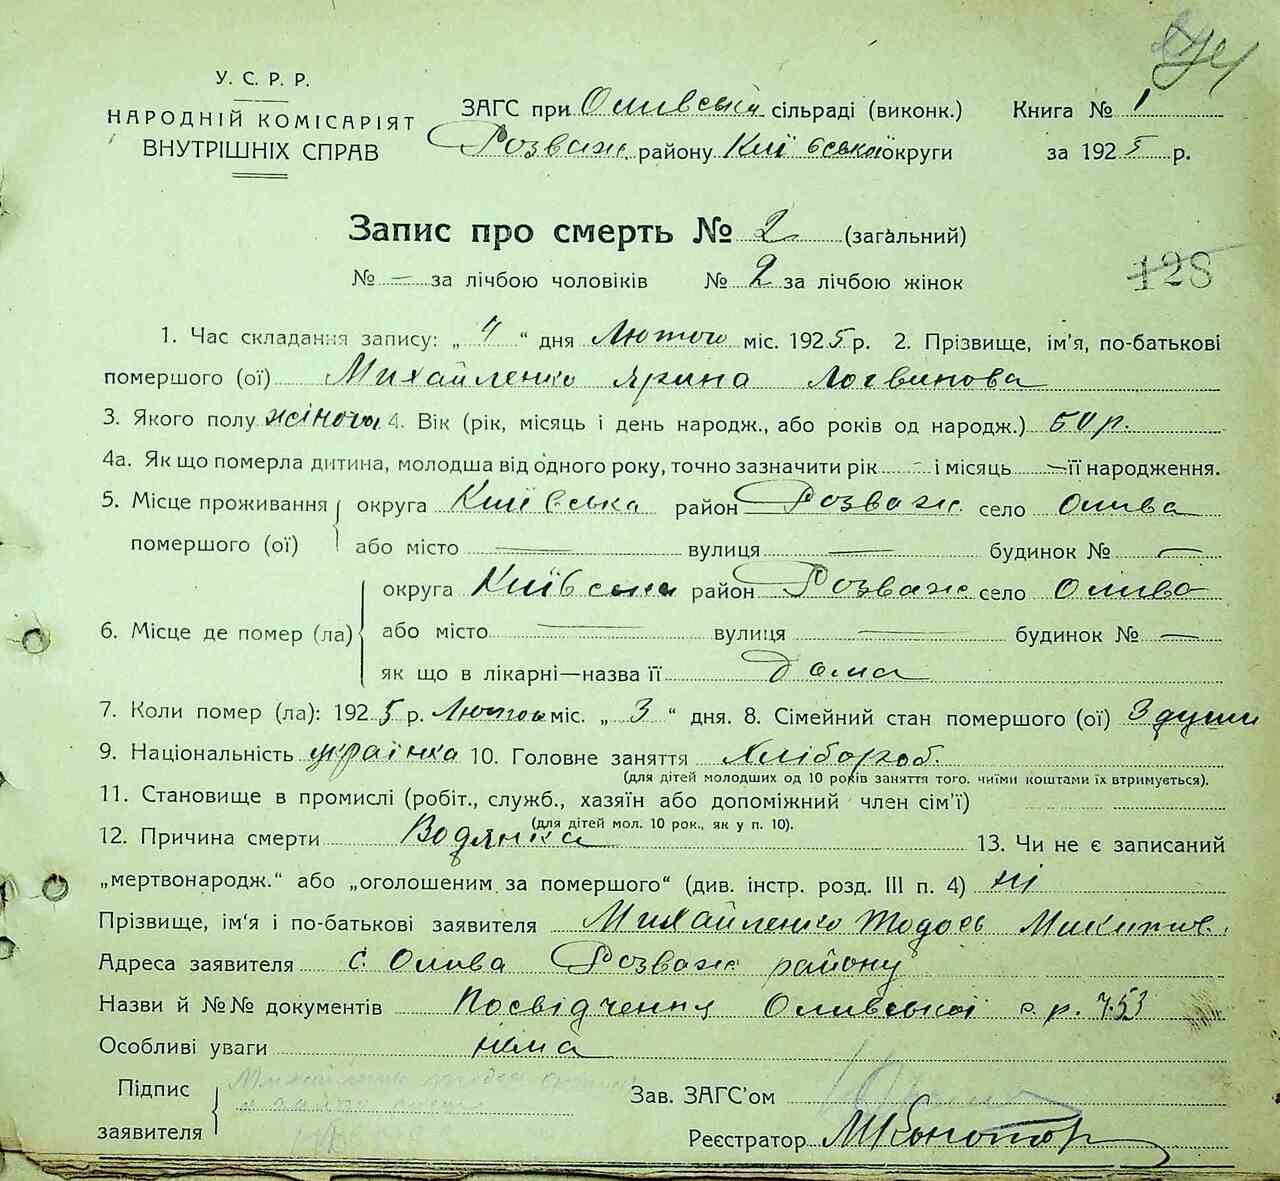 У. С. Р. Р.
НАРОДНІЙ КОМІСАРІЯТ
ВНУТРІШНІХ СПРАВ
ЗАГС при Оливській сільраді (виконк.)
Розваж. району Київської округи
Книга № 1
за 1925 р.
Запис про смерть № 2 (загальний)
№ — за лічбою чоловіків № 2 за лічбою жінок
128
1. Час складання запису: „4“ дня Лютого міс. 1925 р. 2. Прізвище, ім'я, по-батькові
помершого (ої) Михайленко Ярина Логвинова
3. Якого полу жіноча 4. Вік (рік, місяць і день народж., або років од народж.) 50 р.
4а. Як що померла дитина, молодша від одного року, точно зазначити рік — і місяць — її народження.
5. Місце проживання помершого (ої) округа Київська район Розваж. село Олива
або місто — вулиця — будинок № —
6. Місце де помер (ла) округа Київська район Розваж. село Олива
або місто — вулиця — будинок № —
як що в лікарні—назва її дома
7. Коли помер (ла): 1925 р. Лютого міс. „3“ дня. 8. Сімейний стан помершого (ої) 3 души
9. Національність українка 10. Головне заняття Хлібороб.
(для дітей молодших од 10 років заняття того, чиїми коштами їх втримується).
11. Становище в промислі (робіт., служб., хазяїн або допоміжний член сім'ї)
(для дітей мол. 10 рок., як у п. 10).
12. Причина смерти Водянка 13. Чи не є записаний
„мертвонародж.“ або „оголошеним за помершого“ (див. інстр. розд. III п. 4) ні
Прізвище, ім'я і по-батькові заявителя Михайленко Тодось Микитов.
Адреса заявителя с. Олива Розваж району
Назви й №№ документів Посвідчення Оливської с. р. 753
Особливі уваги нема
Підпис заявителя Михайленко
Зав. ЗАГС'ом
Реєстратор